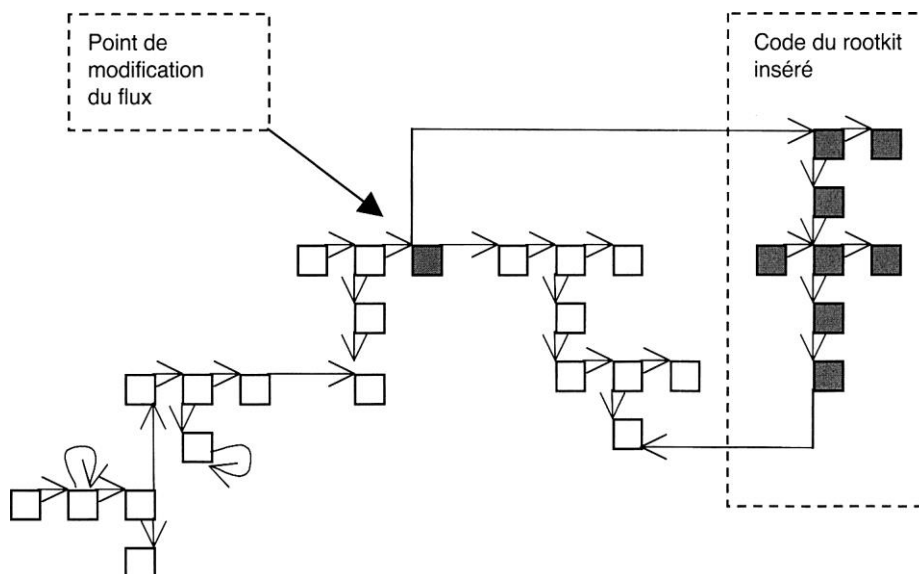 Point de
modification
du flux
Code du rootkit
inséré